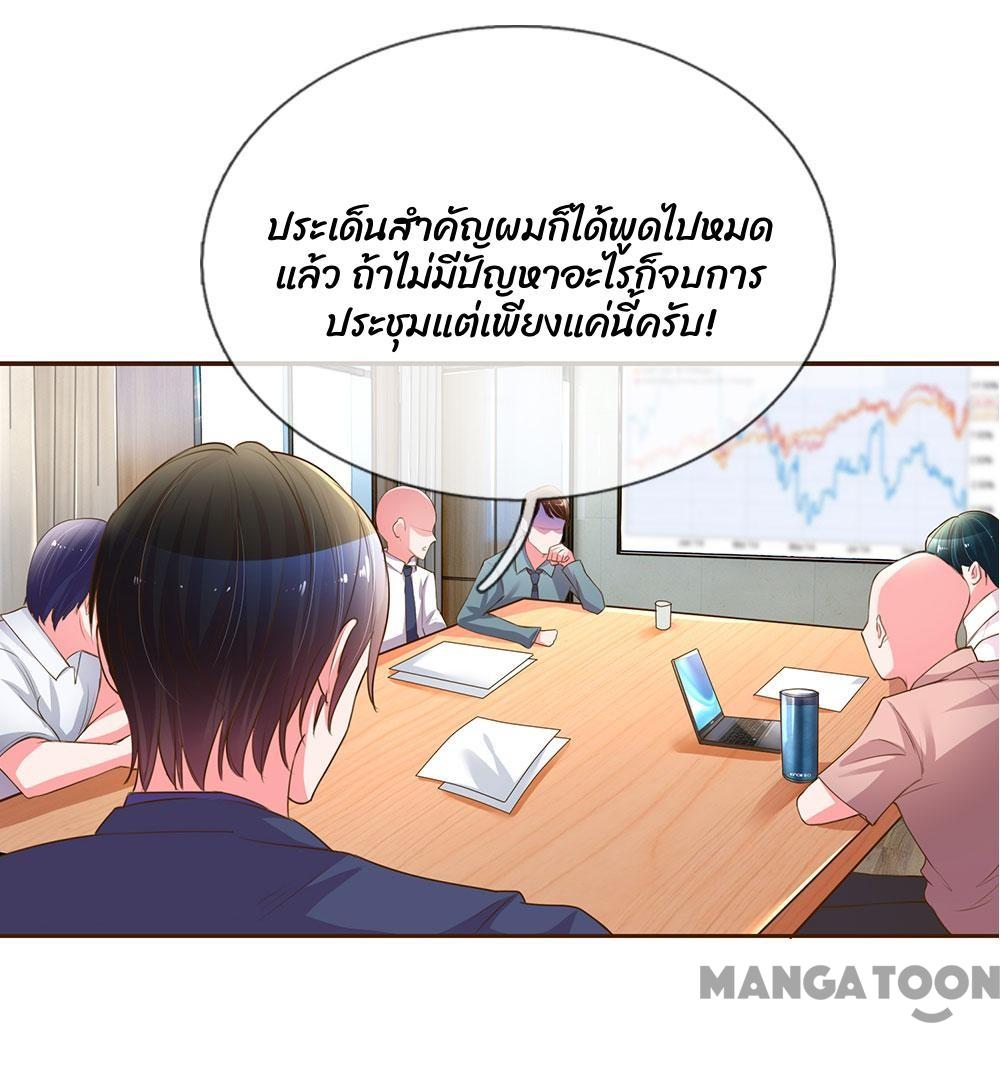 ประเด็นสำคัญผมก็ได้พูดไปหมด
แล้ว ถ้าไม่มีปัญหาอะไรก็จบการ
ประชุมแต่เพียงแค่นี้ครับ!
MANGATOON